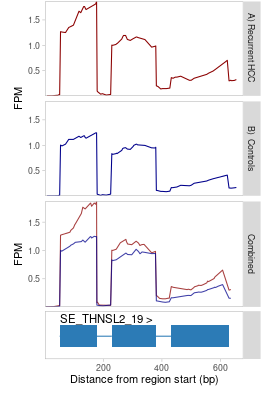 1.5
1.0
0.5
FPM
A) Recurrent HCC
1.5
1.0
0.5
B): Controls
1.5
1.0
0.5
FPM
Combined
SE_THNSL2_19 >
200
400
600
Distance from region start (bp)